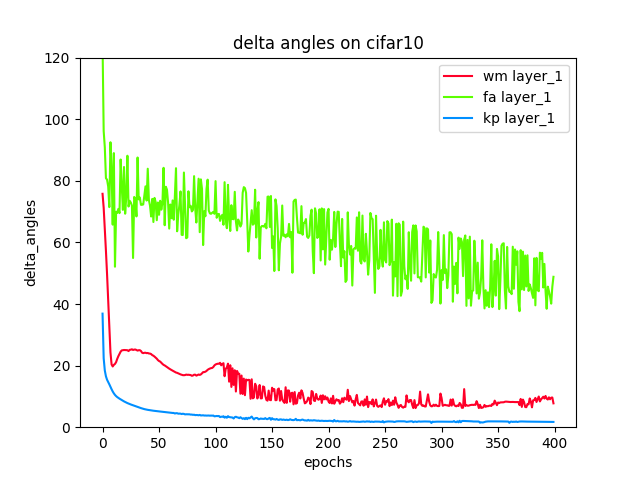 delta angles on cifar10
wm layer_1
fa layer_1
kp layer_1
delta_angles
120
100
80
60
40
20
0
0 50 100 150 200 250 300 350 400
epochs